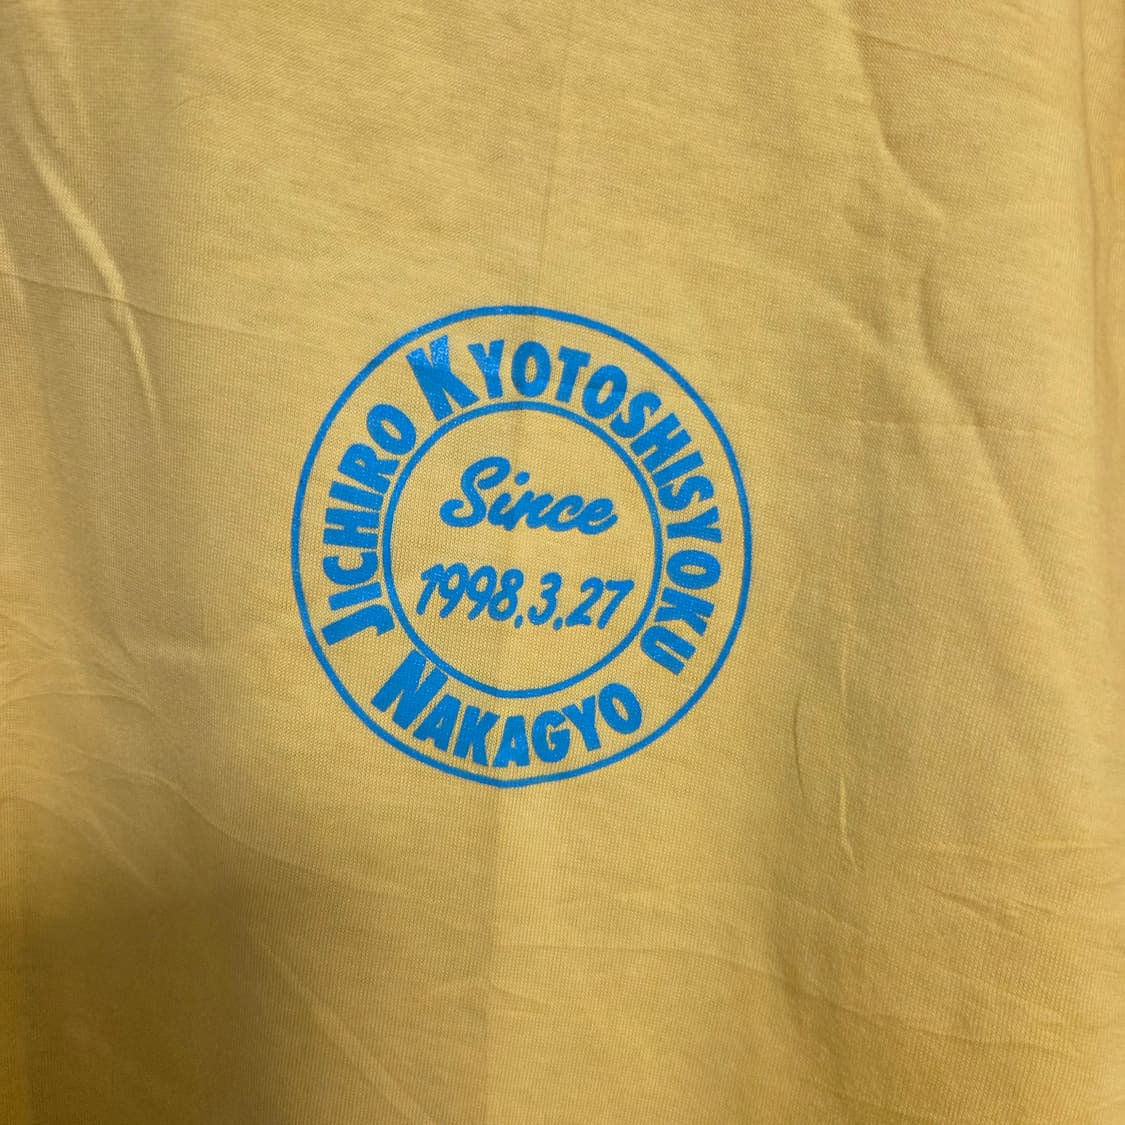 JICHIRO KYOTOSHISYOKU NAKAGYO
Since
1998.3.27